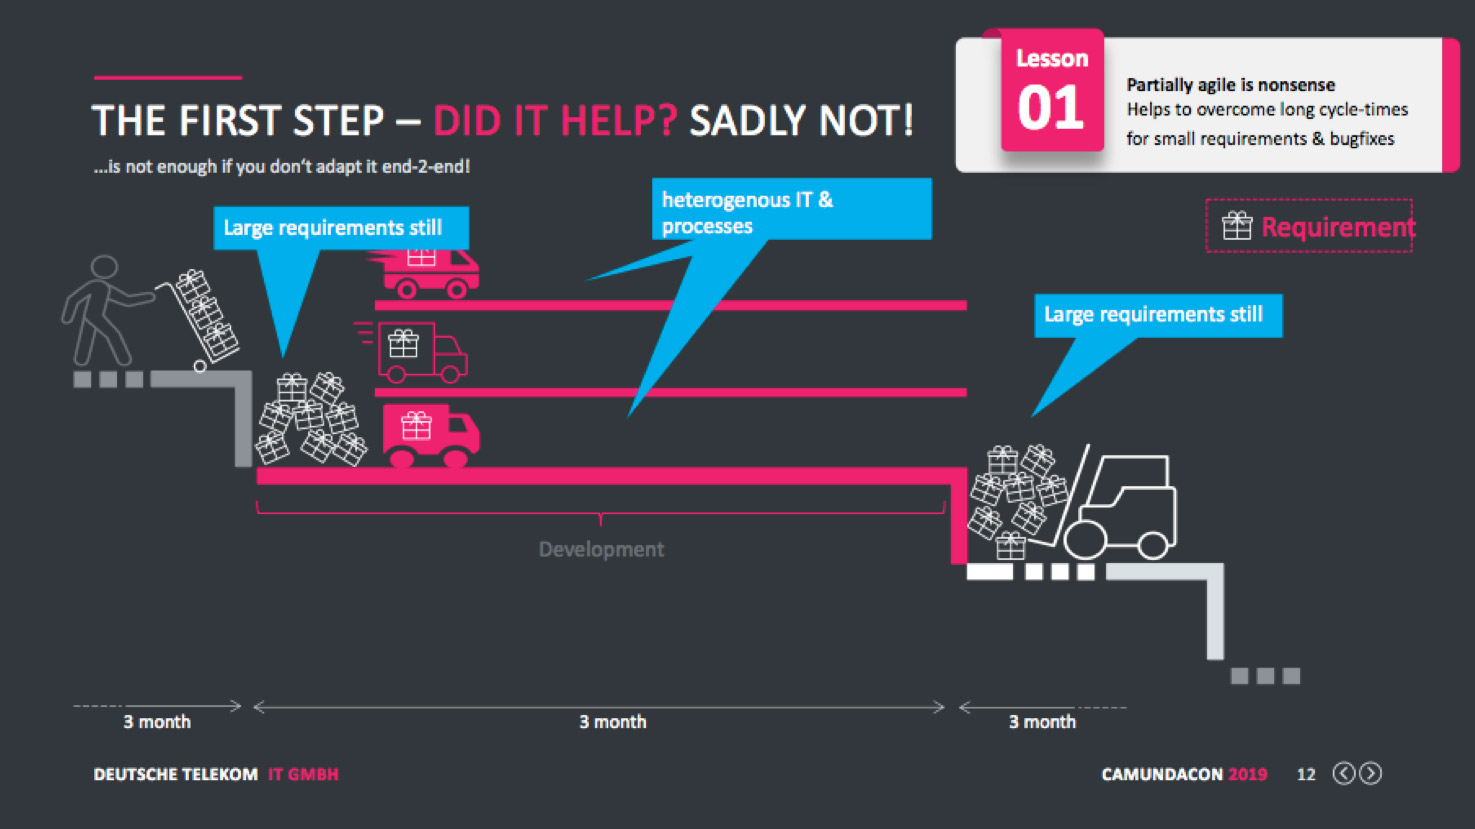 Lesson
01
Partially agile is nonsense
Helps to overcome long cycle-times
for small requirements & bugfixes
THE FIRST STEP – DID IT HELP? SADLY NOT!
...is not enough if you don't adapt it end-2-end!
heterogenous IT &
processes
Large requirements still
Requirement
Large requirements still
Development
3 month
3 month
3 month
DEUTSCHE TELEKOM IT GMBH
CAMUNDACON 2019 12